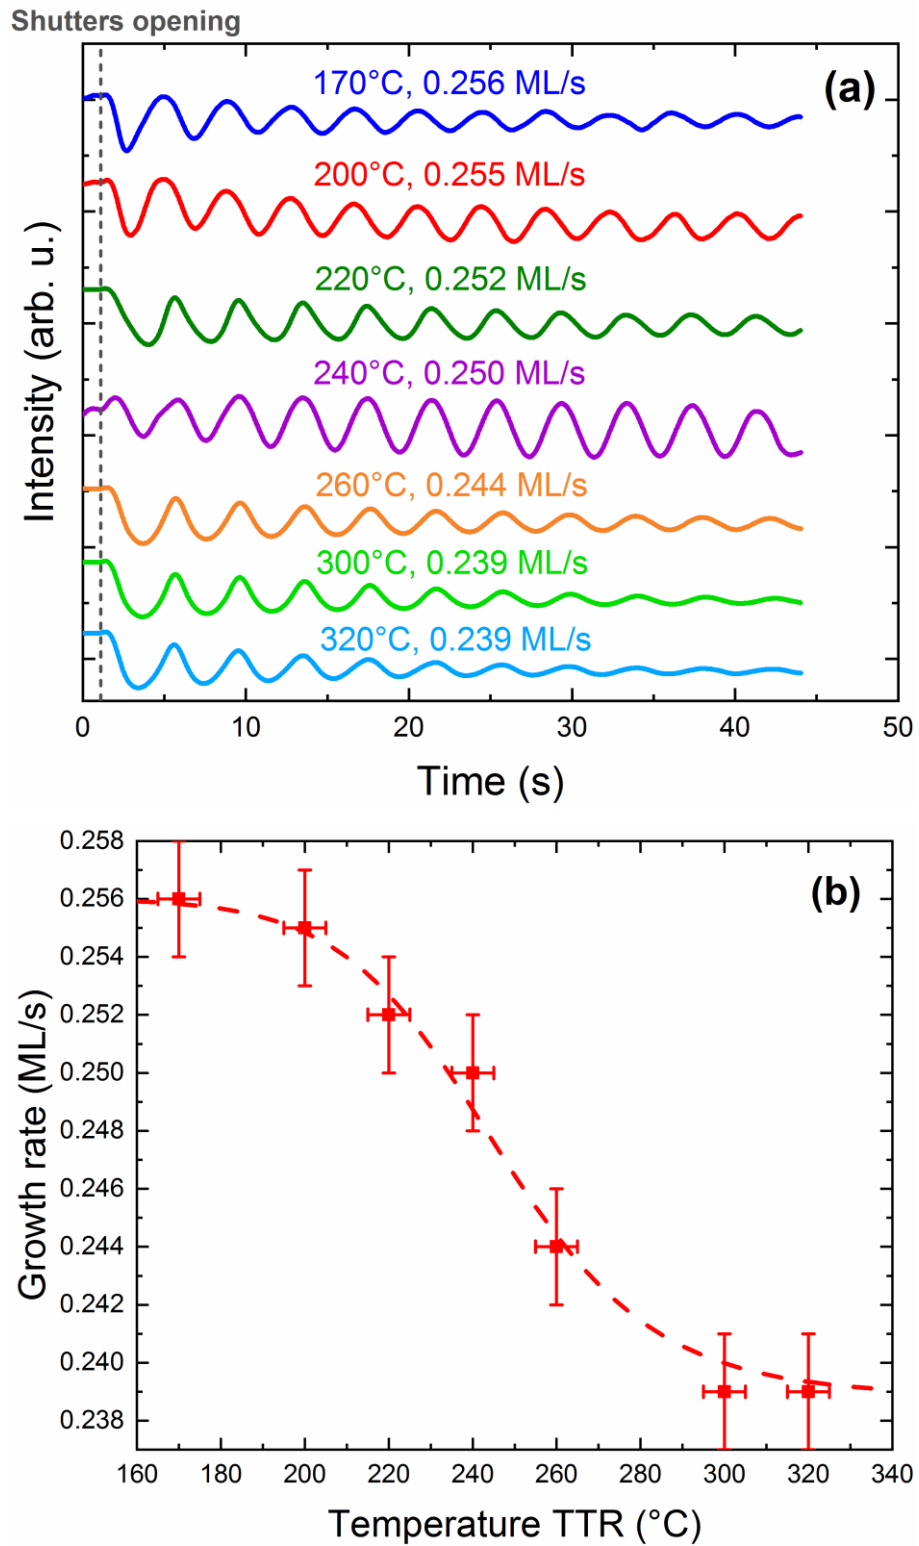 Shutters opening
(a)
170°C, 0.256 ML/s
200°C, 0.255 ML/s
220°C, 0.252 ML/s
240°C, 0.250 ML/s
260°C, 0.244 ML/s
300°C, 0.239 ML/s
320°C, 0.239 ML/s
Intensity (arb. u.)
0 10 20 30 40 50
Time (s)
(b)
0.258
0.256
0.254
0.252
0.250
0.248
0.246
0.244
0.242
0.240
0.238
Growth rate (ML/s)
160 180 200 220 240 260 280 300 320 340
Temperature TTR (°C)